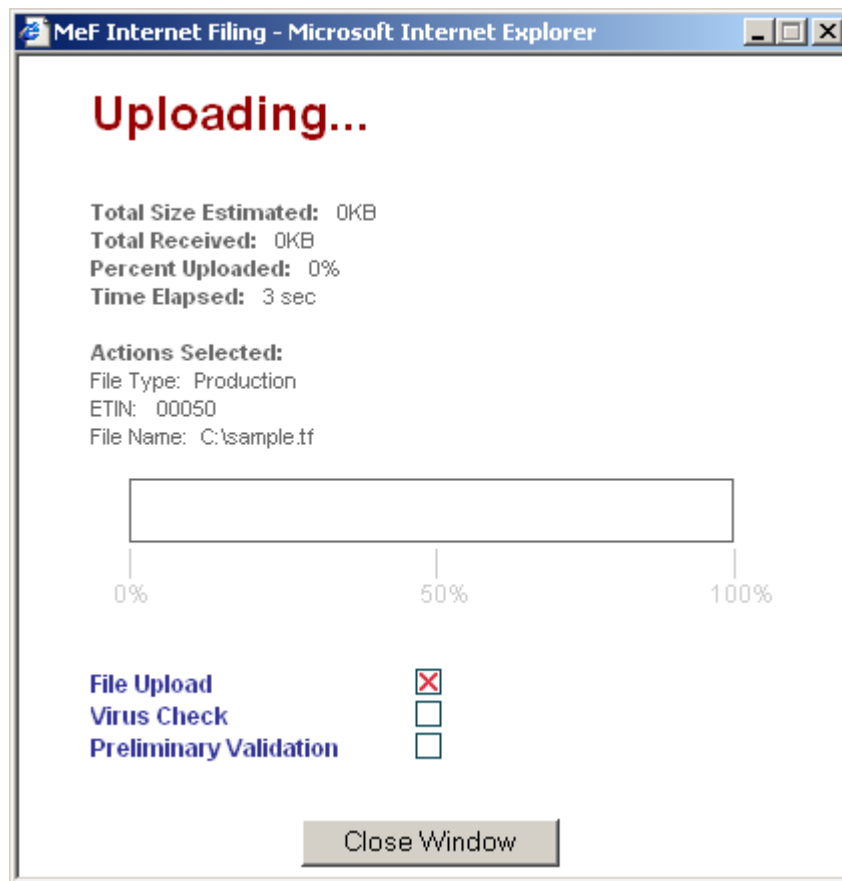 MeF Internet Filing - Microsoft Internet Explorer
Uploading...
Total Size Estimated: 0KB
Total Received: 0KB
Percent Uploaded: 0%
Time Elapsed: 3 sec
Actions Selected:
File Type: Production
ETIN: 00050
File Name: C:\sample.tf
0% 50% 100%
File Upload
Virus Check
Preliminary Validation
Close Window